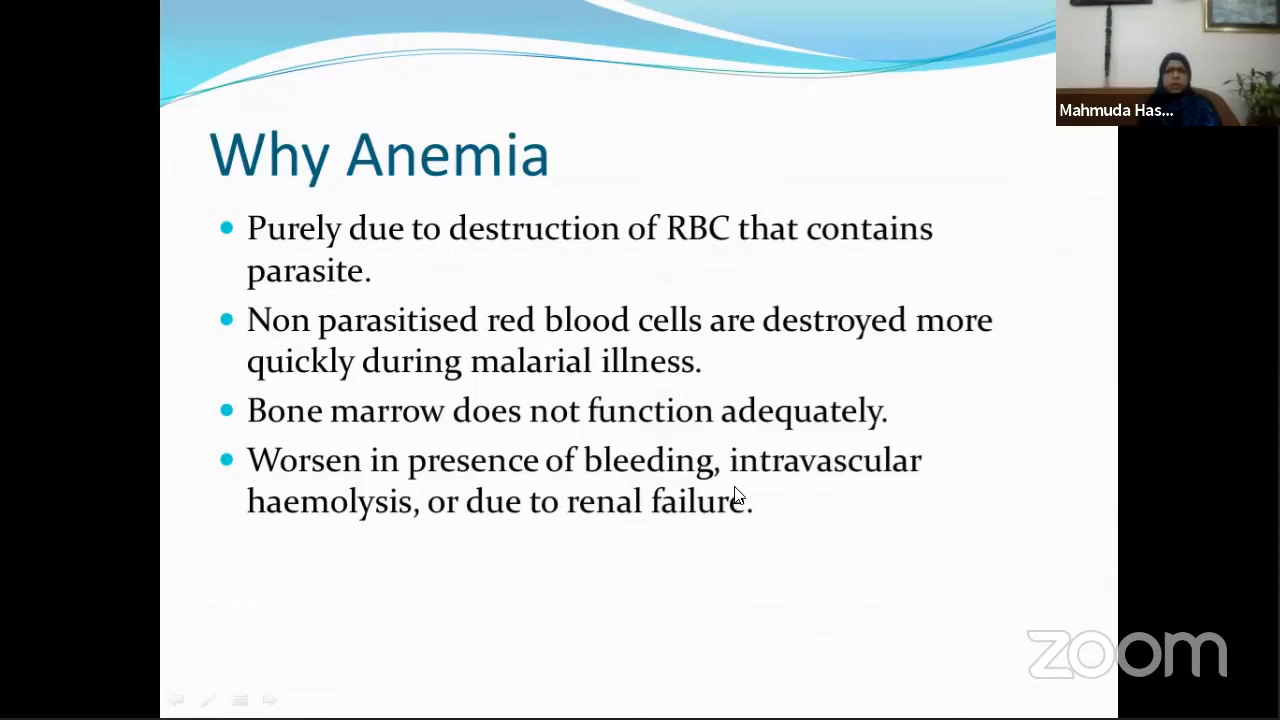 Mahmuda Has...
Why Anemia
Purely due to destruction of RBC that contains
parasite.
Non parasitised red blood cells are destroyed more
quickly during malarial illness.
Bone marrow does not function adequately.
Worsen in presence of bleeding, intravascular
haemolysis, or due to renal failure.
zoom